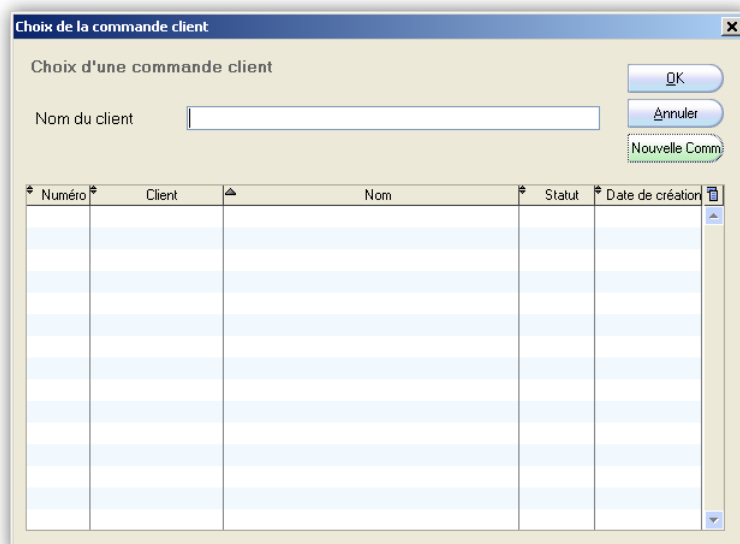 Choix de la commande client
Choix d'une commande client
OK
Nom du client
Annuler
Nouvelle Comm
Numéro Client Nom Statut Date de création